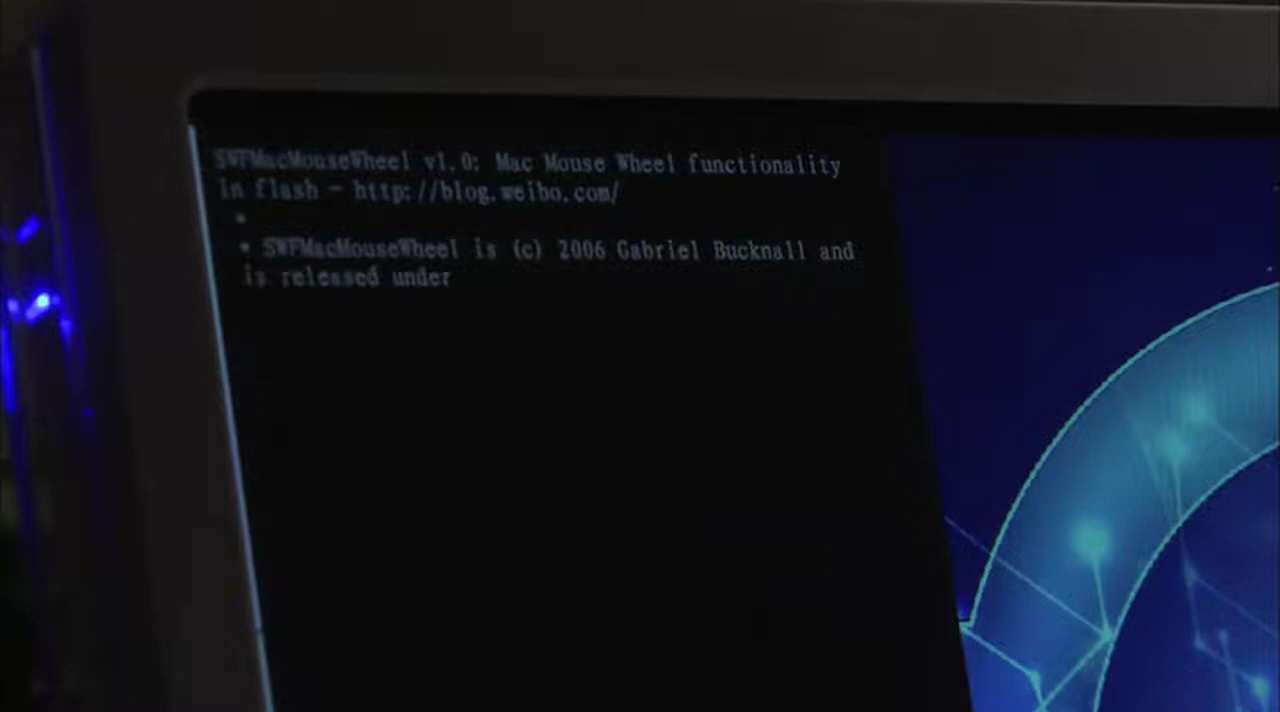 SWFMacMouseWheel v1.0: Mac Mouse Wheel functionality
in flash - http://blog.weibo.com/
*
* SWFMacMouseWheel is (c) 2006 Gabriel Bucknall and
is released under